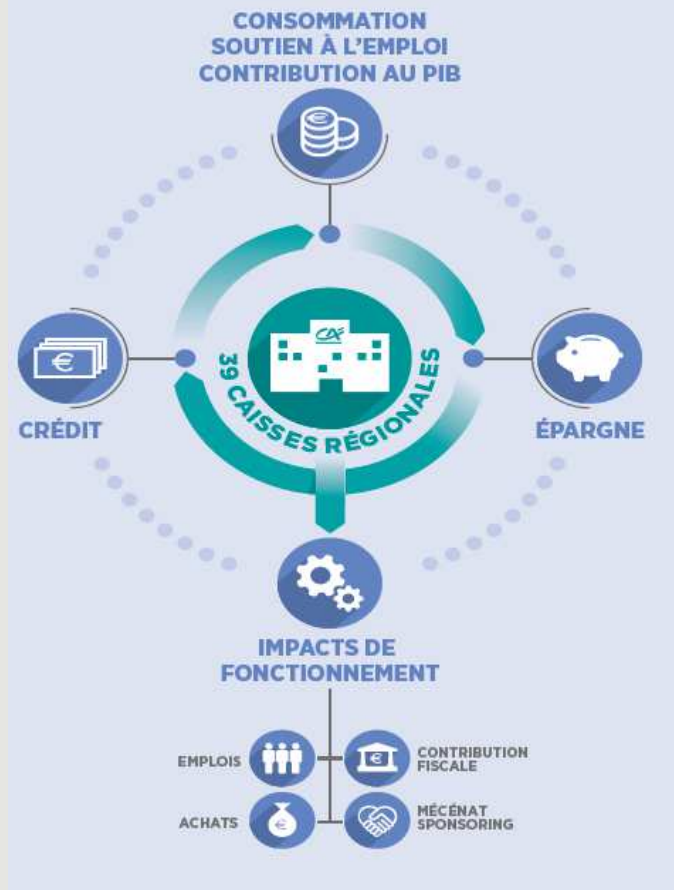 CONSOMMATION
SOUTIEN À L'EMPLOI
CONTRIBUTION AU PIB
CA
39 CAISSES RÉGIONALES
CRÉDIT
ÉPARGNE
IMPACTS DE
FONCTIONNEMENT
EMPLOIS
CONTRIBUTION
FISCALE
ACHATS
MÉCÉNAT
SPONSORING